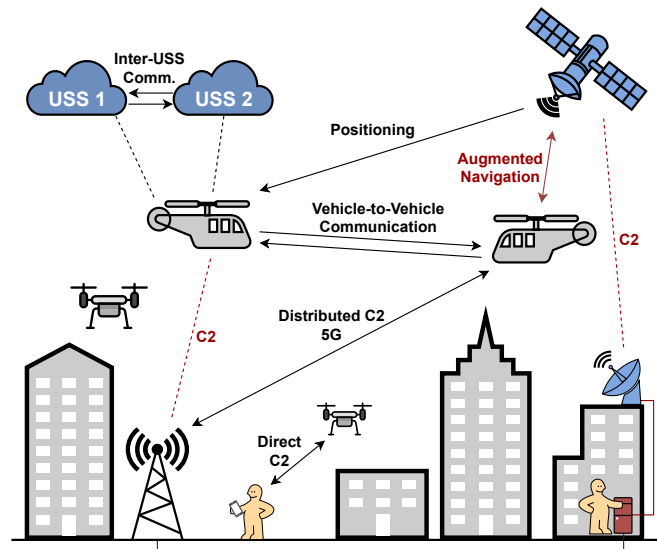 Inter-USS
Comm.
USS 1
USS 2
Positioning
Augmented
Navigation
Vehicle-to-Vehicle
Communication
C2
C2
Distributed C2
5G
Direct
C2